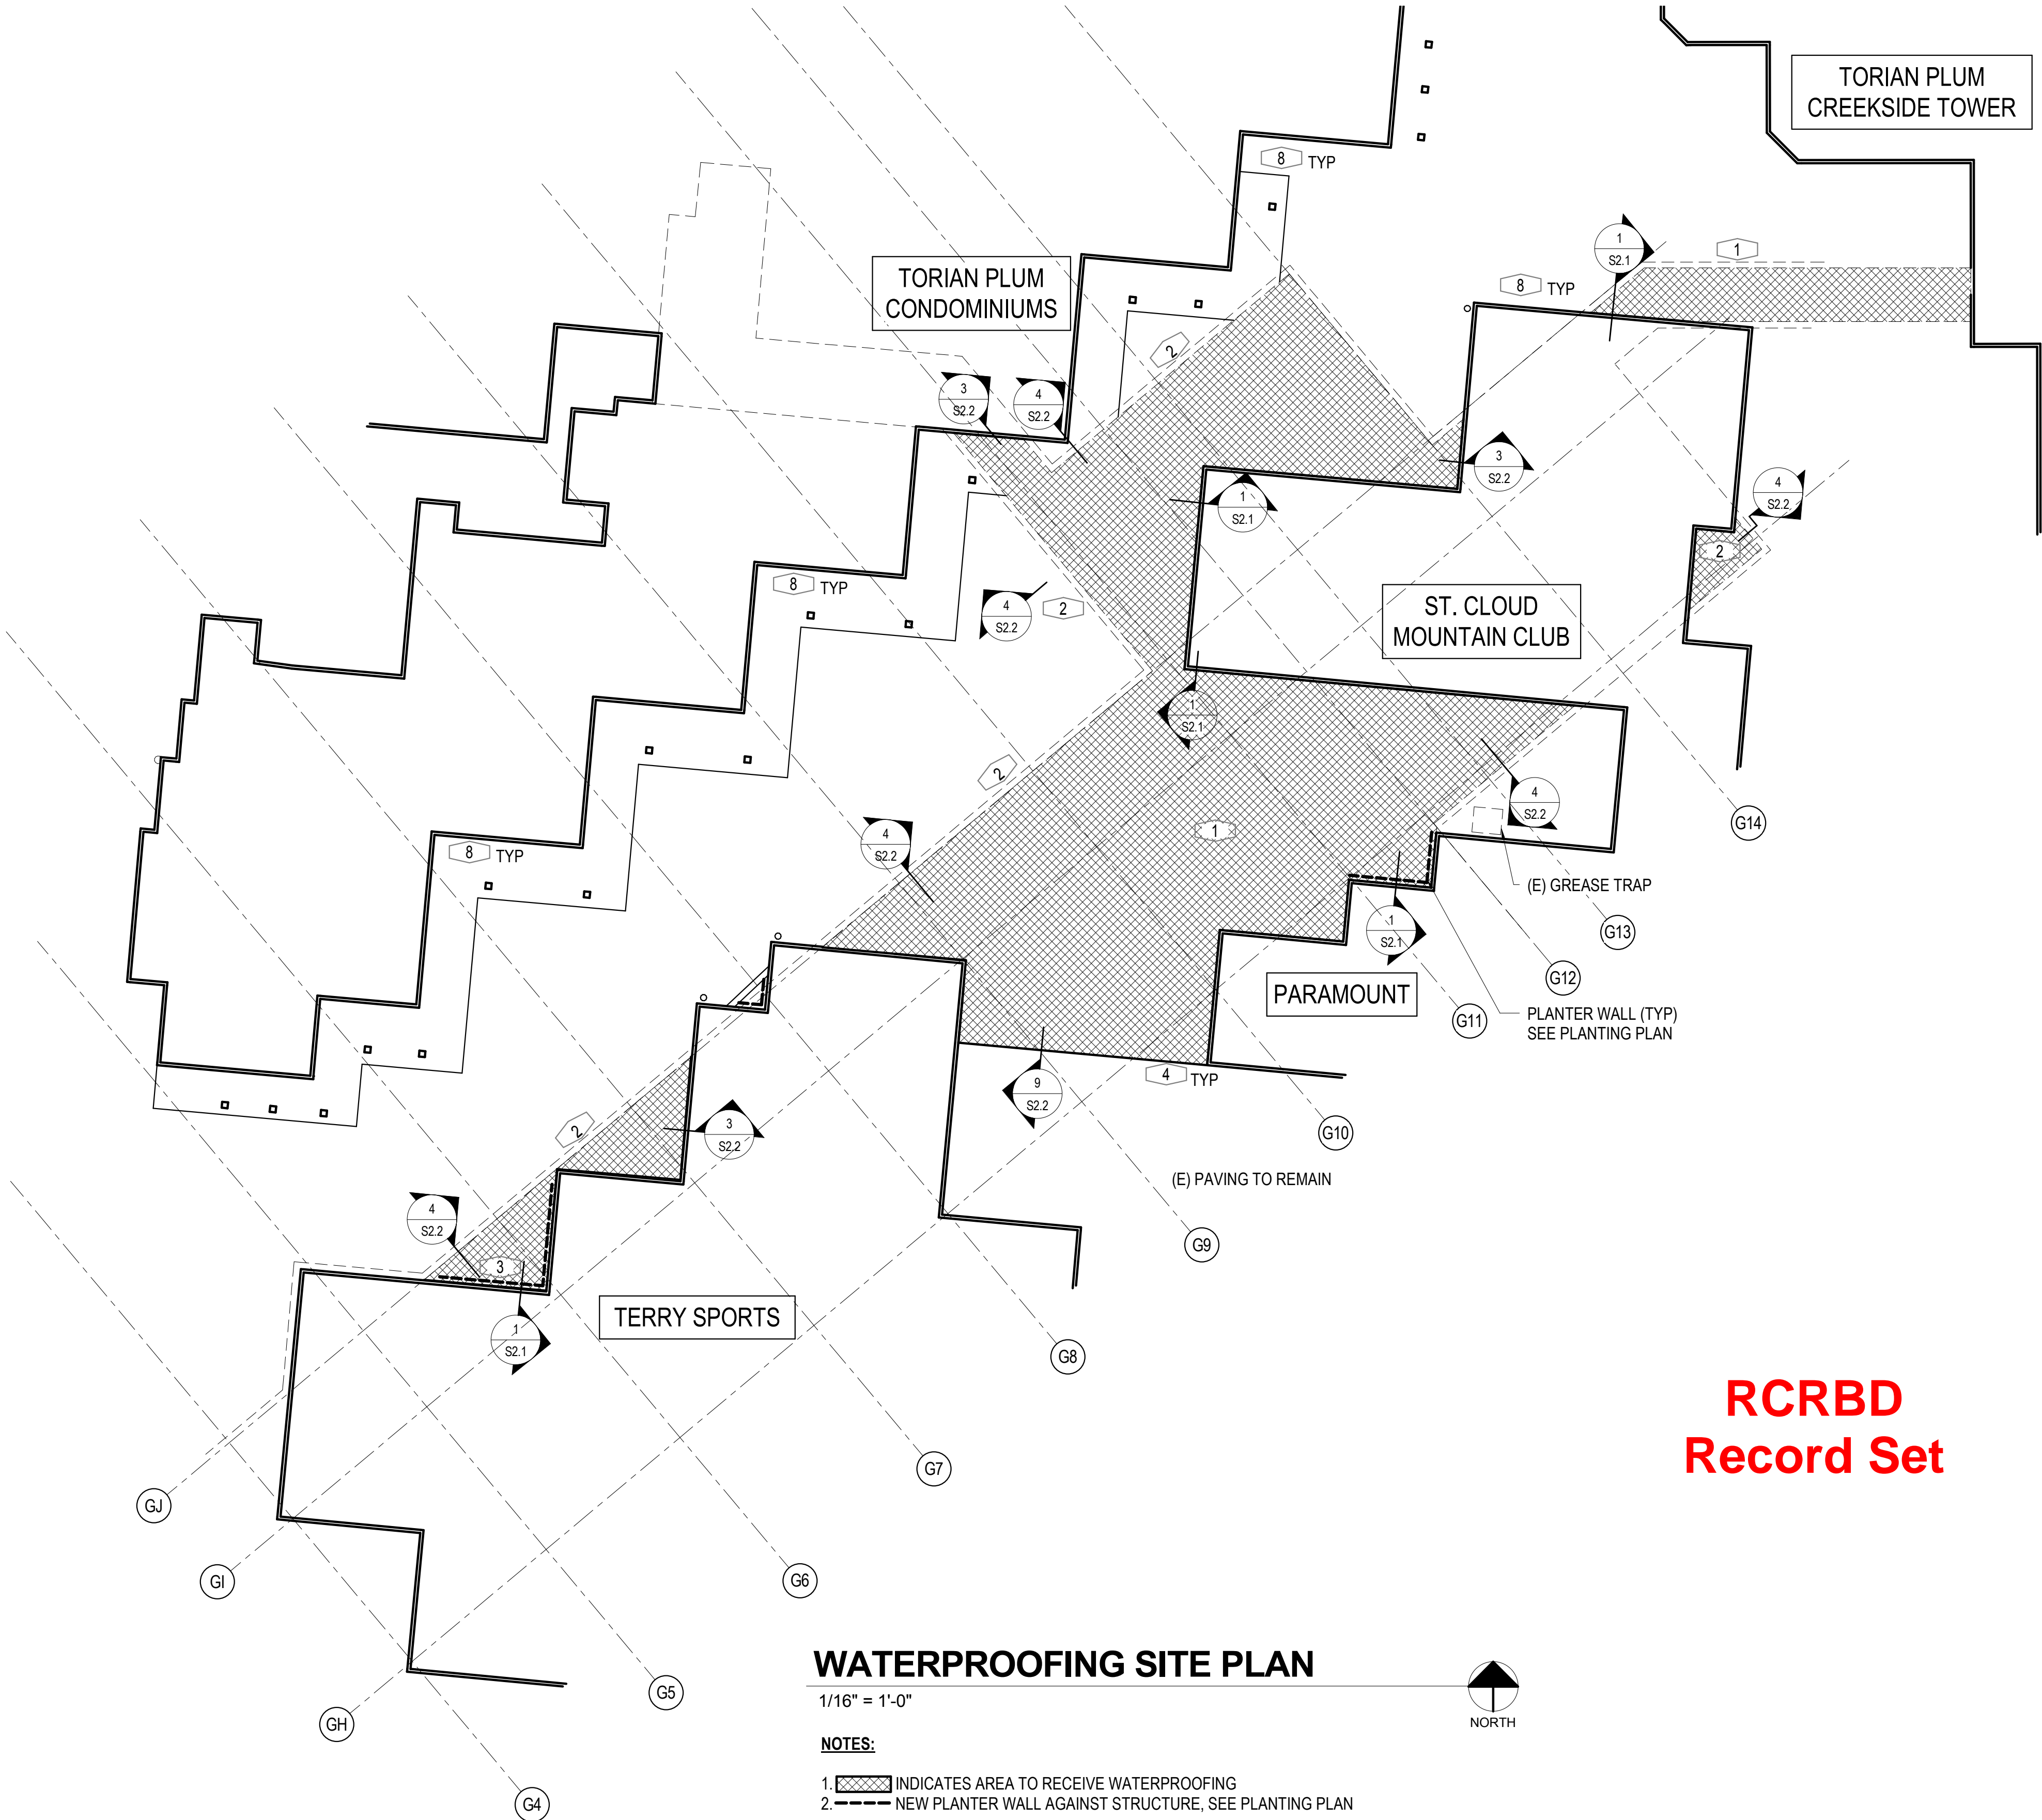 TORIAN PLUM
CREEKSIDE TOWER
8 TYP
1
S2.1
1
TORIAN PLUM
CONDOMINIUMS
8 TYP
2
3
S2.2
4
S2.2
3
S2.2
4
S2.2
1
S2.1
2
8 TYP
4
S2.2
2
ST. CLOUD
MOUNTAIN CLUB
1
S2.1
2
4
S2.2
G14
1
4
S2.2
8 TYP
(E) GREASE TRAP
1
S2.1
G13
G12
PARAMOUNT
G11
PLANTER WALL (TYP)
SEE PLANTING PLAN
9
S2.2
4 TYP
2
3
S2.2
G10
(E) PAVING TO REMAIN
4
S2.2
G9
3
1
S2.1
TERRY SPORTS
G8
RCRBD
Record Set
G7
GJ
GI
G6
G5
GH
G4
WATERPROOFING SITE PLAN
1/16" = 1'-0"
NORTH
NOTES:
1. INDICATES AREA TO RECEIVE WATERPROOFING
2. NEW PLANTER WALL AGAINST STRUCTURE, SEE PLANTING PLAN